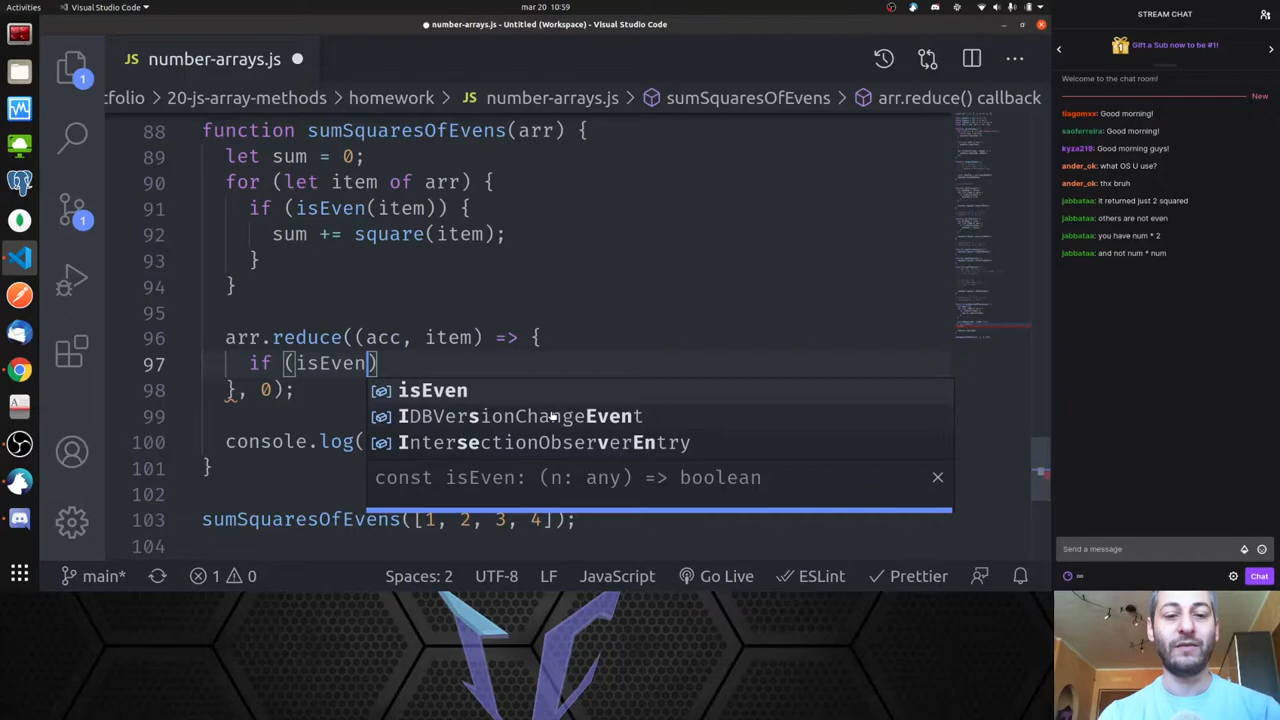 Activities
Visual Studio Code
mar 20 10:59
number-arrays.js - Untitled (Workspace) - Visual Studio Code
JS number-arrays.js
tfolio › 20-js-array-methods › homework › JS number-arrays.js › sumSquaresOfEvens › arr.reduce() callback
88 function sumSquaresOfEvens(arr) {
89 let sum = 0;
90 for (let item of arr) {
91 if (isEven(item)) {
92 sum += square(item);
93 }
94 }
95
96 arr.reduce((acc, item) => {
97 if (isEven)
98 }, 0);
99
100 console.log(
101 }
102
103 sumSquaresOfEvens([1, 2, 3, 4]);
104
isEven
IDBVersionChangeEvent
IntersectionObserverEntry
const isEven: (n: any) => boolean
1
1
main*
1
0
Spaces: 2
UTF-8
LF
JavaScript
Go Live
ESLint
Prettier
STREAM CHAT
Gift a Sub now to be #1!
Welcome to the chat room!
New
tiagomxx: Good morning!
saoferreira: Good morning!
kyza219: Good morning guys!
ander_ok: what OS U use?
ander_ok: thx bruh
jabbataa: it returned just 2 squared
jabbataa: others are not even
jabbataa: you have num * 2
jabbataa: and not num * num
Send a message
∞
Chat